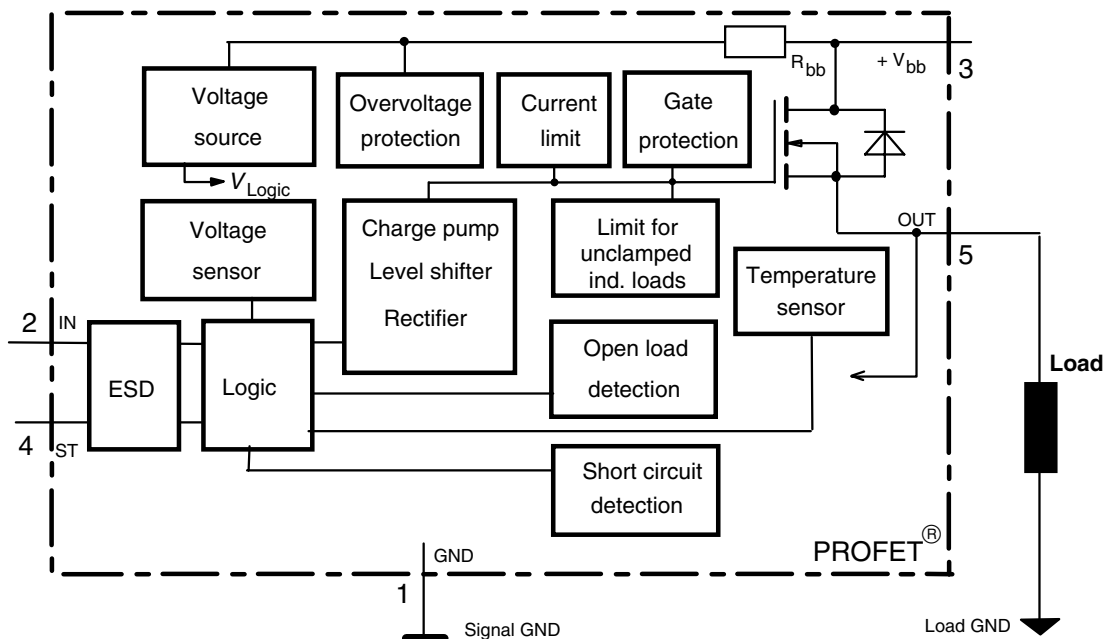 Voltage
source
Overvoltage
protection
Current
limit
Gate
protection
R bb
+ V bb
3
V Logic
Voltage
sensor
Charge pump
Level shifter
Rectifier
Limit for
unclamped
ind. loads
OUT
5
Temperature
sensor
2
IN
ESD
Logic
Open load
detection
Load
4
ST
Short circuit
detection
PROFET®
GND
1
Signal GND
Load GND